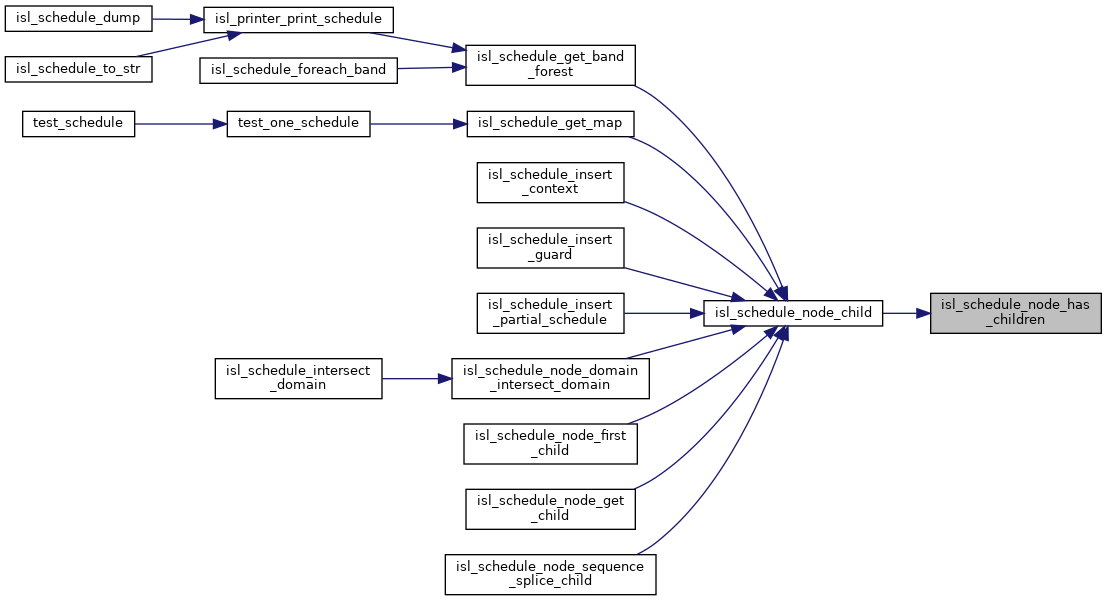 isl_schedule_dump
isl_printer_print_schedule
isl_schedule_get_band
_forest
isl_schedule_to_str
isl_schedule_foreach_band
test_schedule
test_one_schedule
isl_schedule_get_map
isl_schedule_insert
_context
isl_schedule_insert
_guard
isl_schedule_insert
_partial_schedule
isl_schedule_node_child
isl_schedule_node_has
_children
isl_schedule_intersect
_domain
isl_schedule_node_domain
_intersect_domain
isl_schedule_node_first
_child
isl_schedule_node_get
_child
isl_schedule_node_sequence
_splice_child